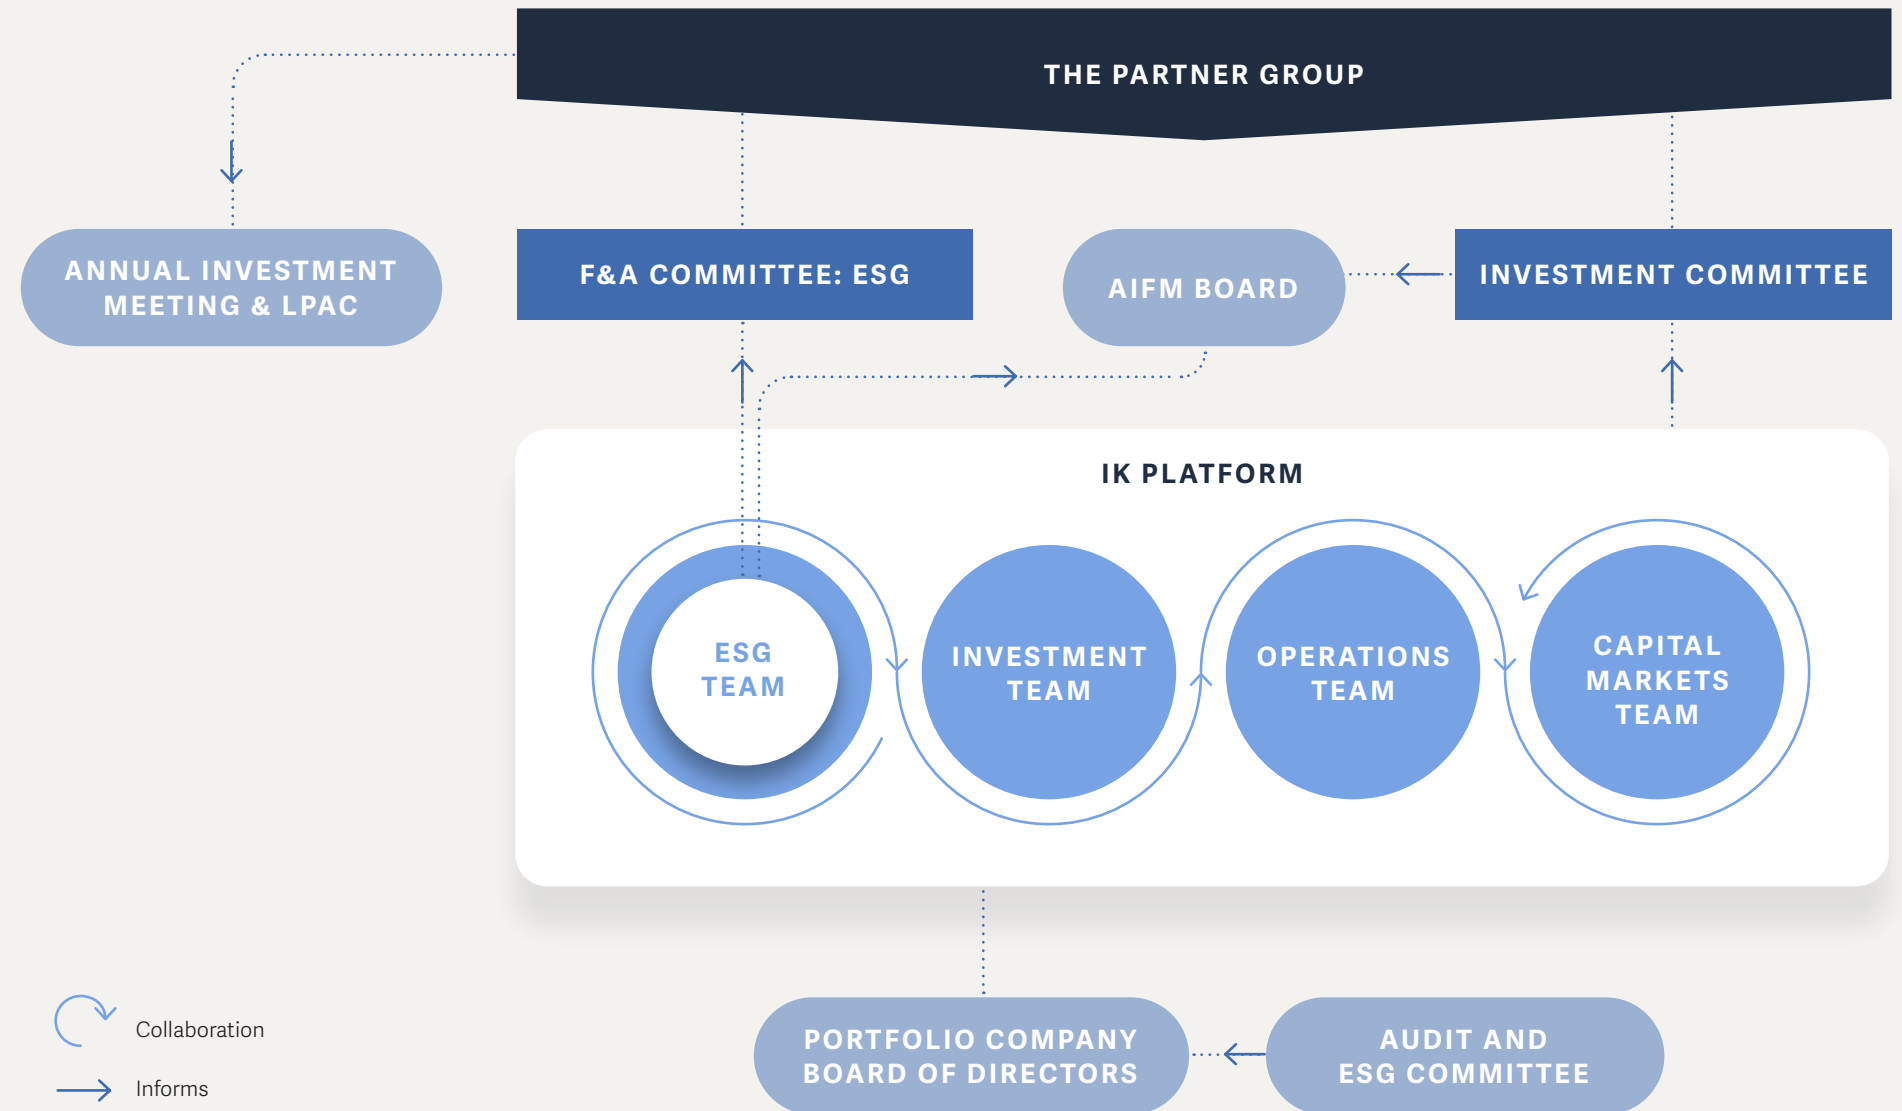 THE PARTNER GROUP
ANNUAL INVESTMENT
MEETING & LPAC
F&A COMMITTEE: ESG
AIFM BOARD
INVESTMENT COMMITTEE
IK PLATFORM
ESG
TEAM
INVESTMENT
TEAM
OPERATIONS
TEAM
CAPITAL
MARKETS
TEAM
Collaboration
Informs
PORTFOLIO COMPANY
BOARD OF DIRECTORS
AUDIT AND
ESG COMMITTEE